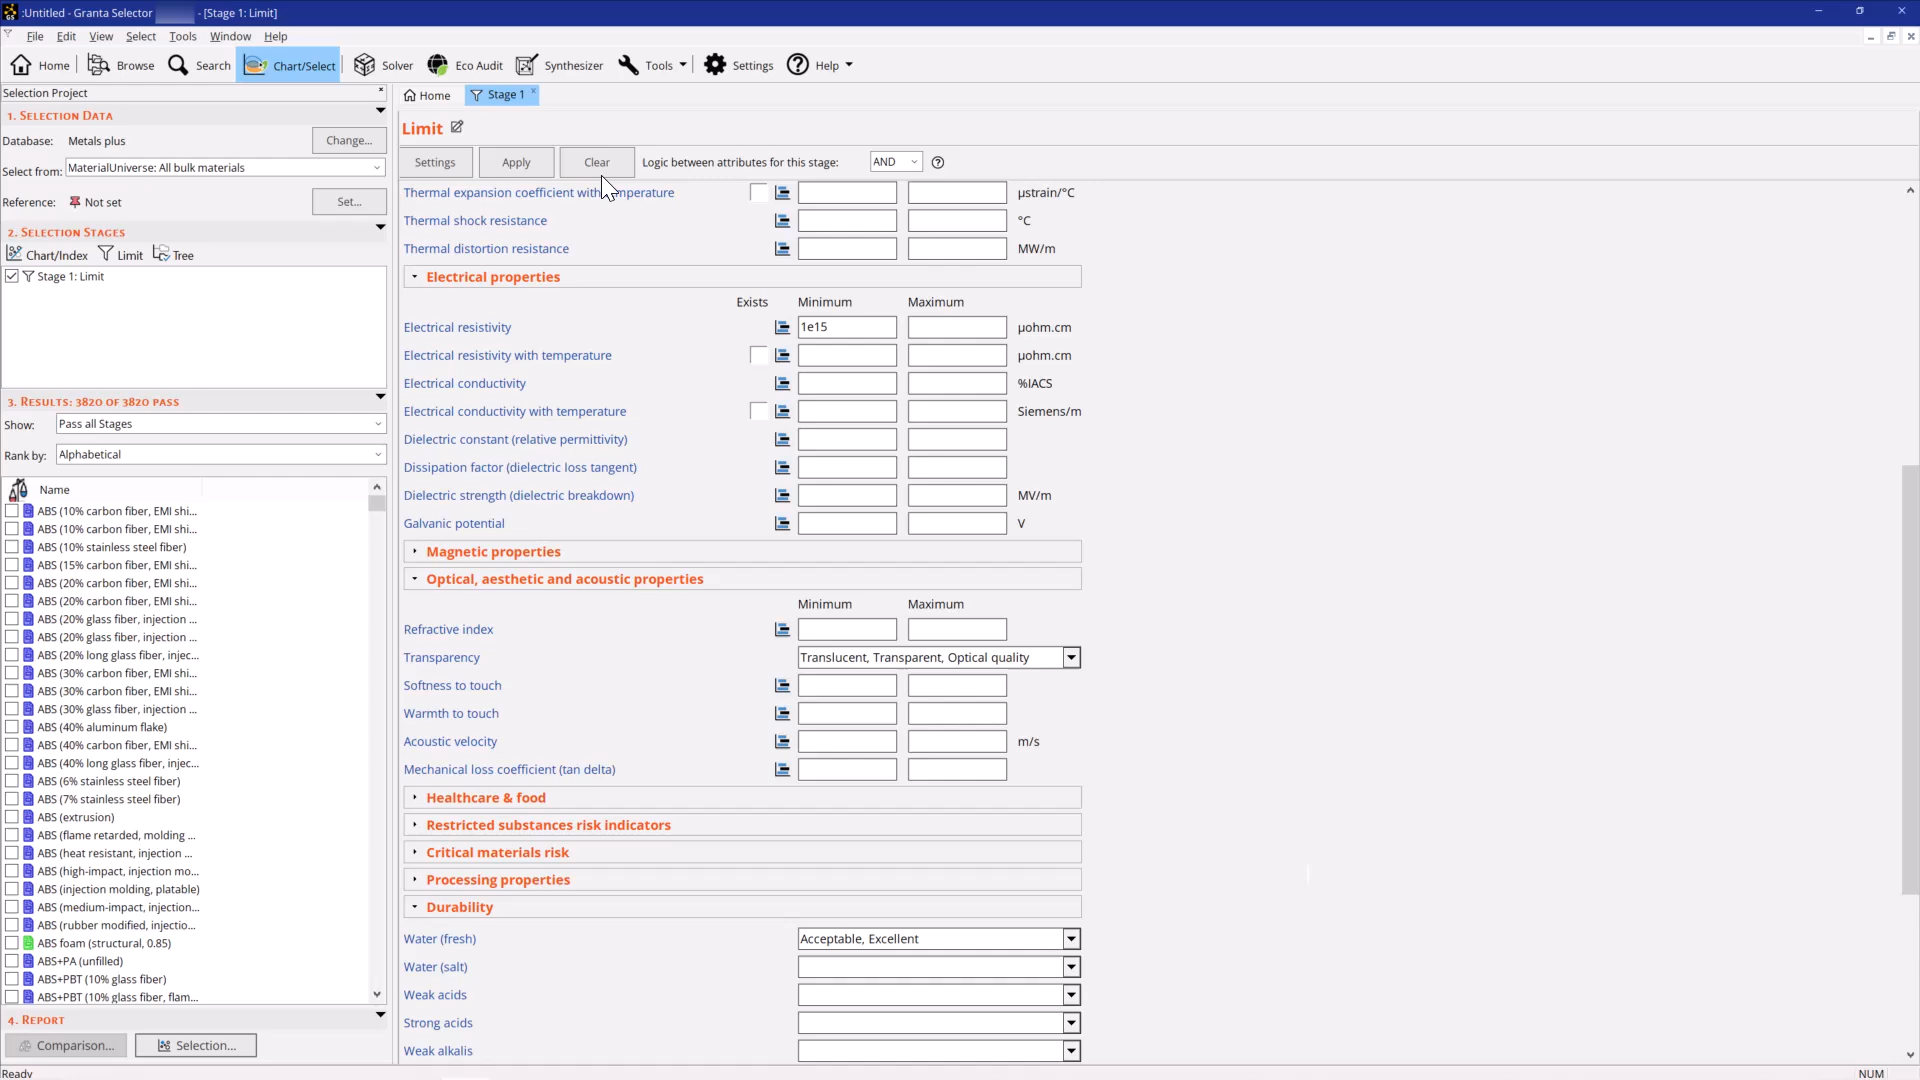 :Untitled - Granta Selector - [Stage 1: Limit]
File Edit View Select Tools Window Help
Home Browse Search Chart/Select Solver Eco Audit Synthesizer Tools Settings Help
Selection Project
1. Selection Data
Database: Metals plus Change...
Select from: MaterialUniverse: All bulk materials
Reference: Not set Set...
2. Selection Stages
Chart/Index Limit Tree
Stage 1: Limit
3. Results: 3820 of 3820 pass
Show: Pass all Stages
Rank by: Alphabetical
Name
ABS (10% carbon fiber, EMI shi...
ABS (10% carbon fiber, EMI shi...
ABS (10% stainless steel fiber)
ABS (15% carbon fiber, EMI shi...
ABS (20% carbon fiber, EMI shi...
ABS (20% carbon fiber, EMI shi...
ABS (20% glass fiber, injection ...
ABS (20% glass fiber, injection ...
ABS (20% long glass fiber, injec...
ABS (30% carbon fiber, EMI shi...
ABS (30% carbon fiber, EMI shi...
ABS (30% glass fiber, injection ...
ABS (40% aluminum flake)
ABS (40% carbon fiber, EMI shi...
ABS (40% long glass fiber, injec...
ABS (6% stainless steel fiber)
ABS (7% stainless steel fiber)
ABS (extrusion)
ABS (flame retarded, molding ...
ABS (heat resistant, injection ...
ABS (high-impact, injection mo...
ABS (injection molding, platable)
ABS (medium-impact, injection...
ABS (rubber modified, injectio...
ABS foam (structural, 0.85)
ABS+PA (unfilled)
ABS+PBT (10% glass fiber)
ABS+PBT (10% glass fiber, flam...
4. Report
Comparison... Selection...
Ready
Home Stage 1
Limit
Settings Apply Clear Logic between attributes for this stage: AND
Thermal expansion coefficient with temperature µstrain/°C
Thermal shock resistance °C
Thermal distortion resistance MW/m
Electrical properties
Exists Minimum Maximum
Electrical resistivity 1e15 µohm.cm
Electrical resistivity with temperature µohm.cm
Electrical conductivity %IACS
Electrical conductivity with temperature Siemens/m
Dielectric constant (relative permittivity)
Dissipation factor (dielectric loss tangent)
Dielectric strength (dielectric breakdown) MV/m
Galvanic potential V
Magnetic properties
Optical, aesthetic and acoustic properties
Minimum Maximum
Refractive index
Transparency Translucent, Transparent, Optical quality
Softness to touch
Warmth to touch
Acoustic velocity m/s
Mechanical loss coefficient (tan delta)
Healthcare & food
Restricted substances risk indicators
Critical materials risk
Processing properties
Durability
Water (fresh) Acceptable, Excellent
Water (salt)
Weak acids
Strong acids
Weak alkalis
NUM